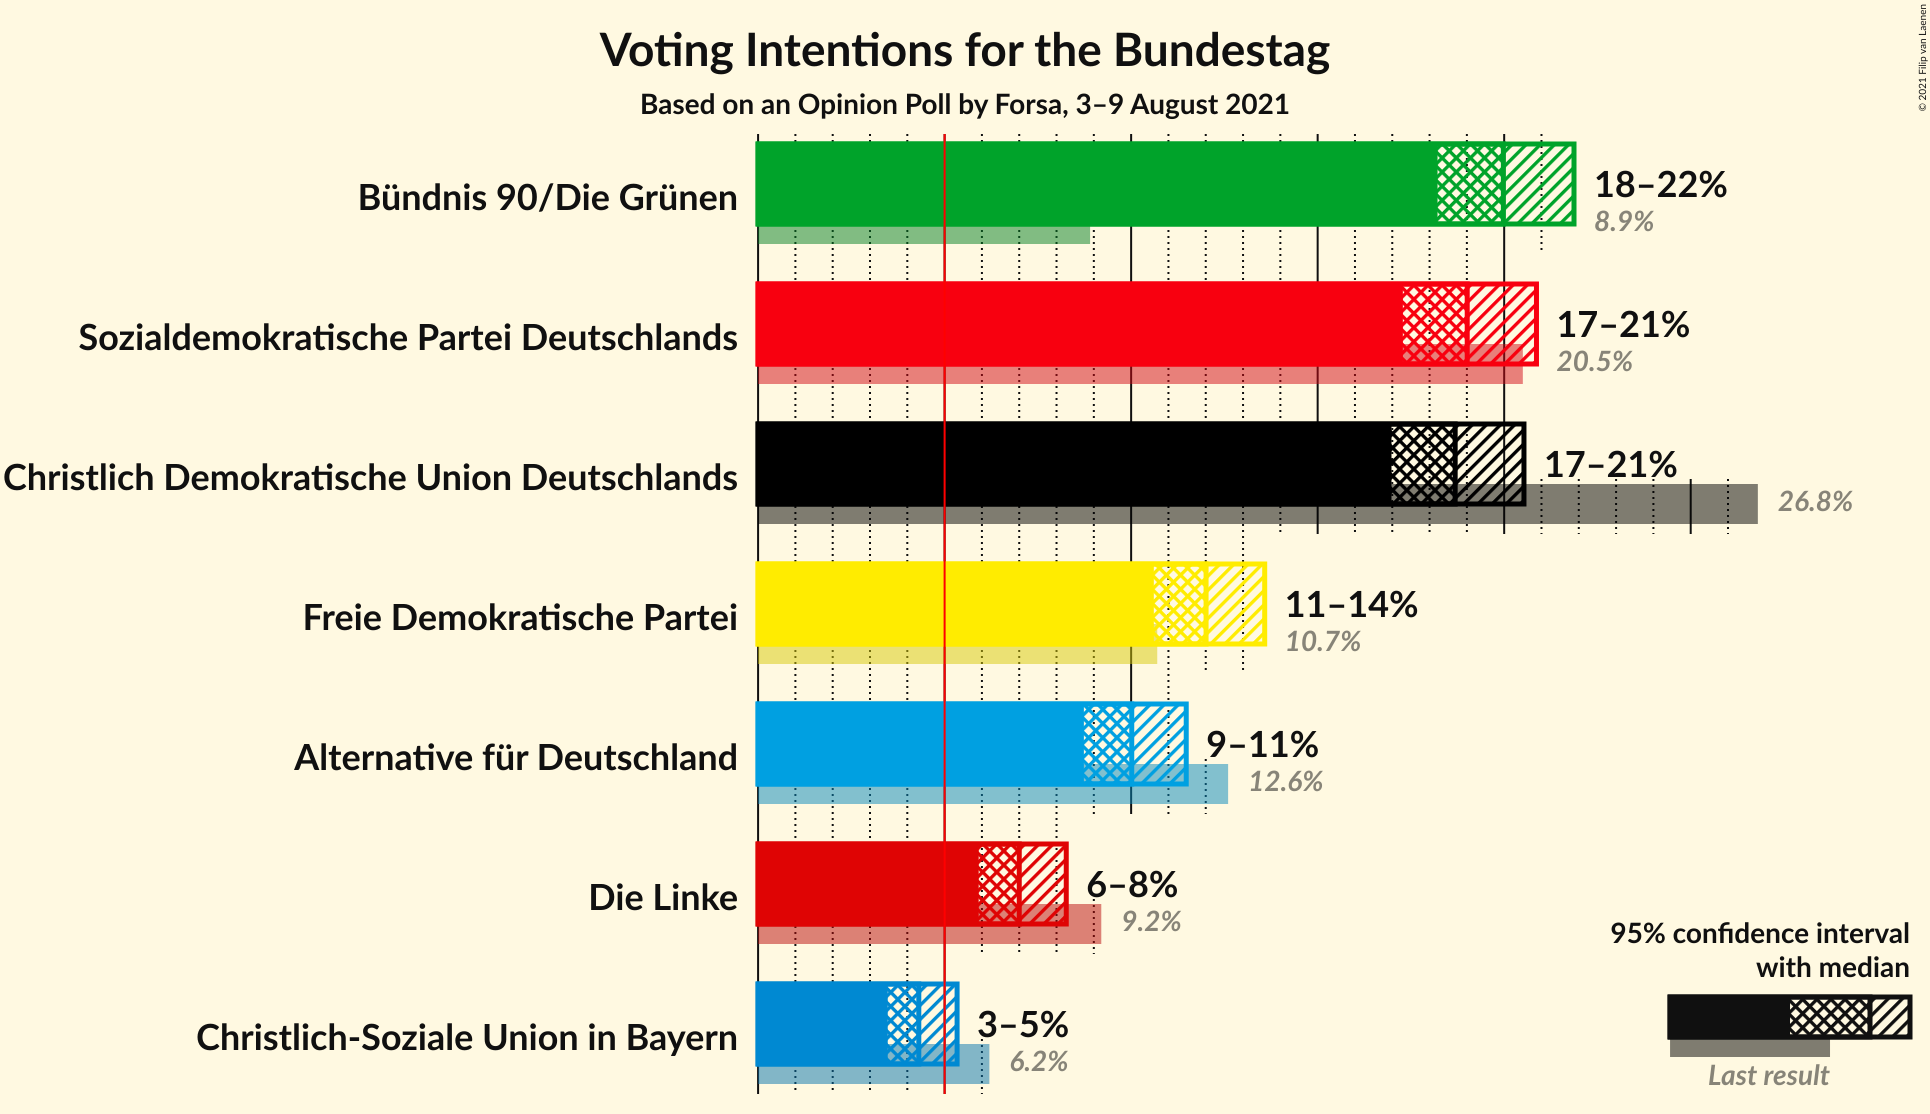 Voting Intentions for the Bundestag
Based on an Opinion Poll by Forsa, 3–9 August 2021
© 2021 Filip van Laenen
Bündnis 90/Die Grünen
18–22%
8.9%
Sozialdemokratische Partei Deutschlands
17–21%
20.5%
Christlich Demokratische Union Deutschlands
17–21%
26.8%
Freie Demokratische Partei
11–14%
10.7%
Alternative für Deutschland
9–11%
12.6%
Die Linke
6–8%
9.2%
Christlich-Soziale Union in Bayern
3–5%
6.2%
95% confidence interval
with median
Last result